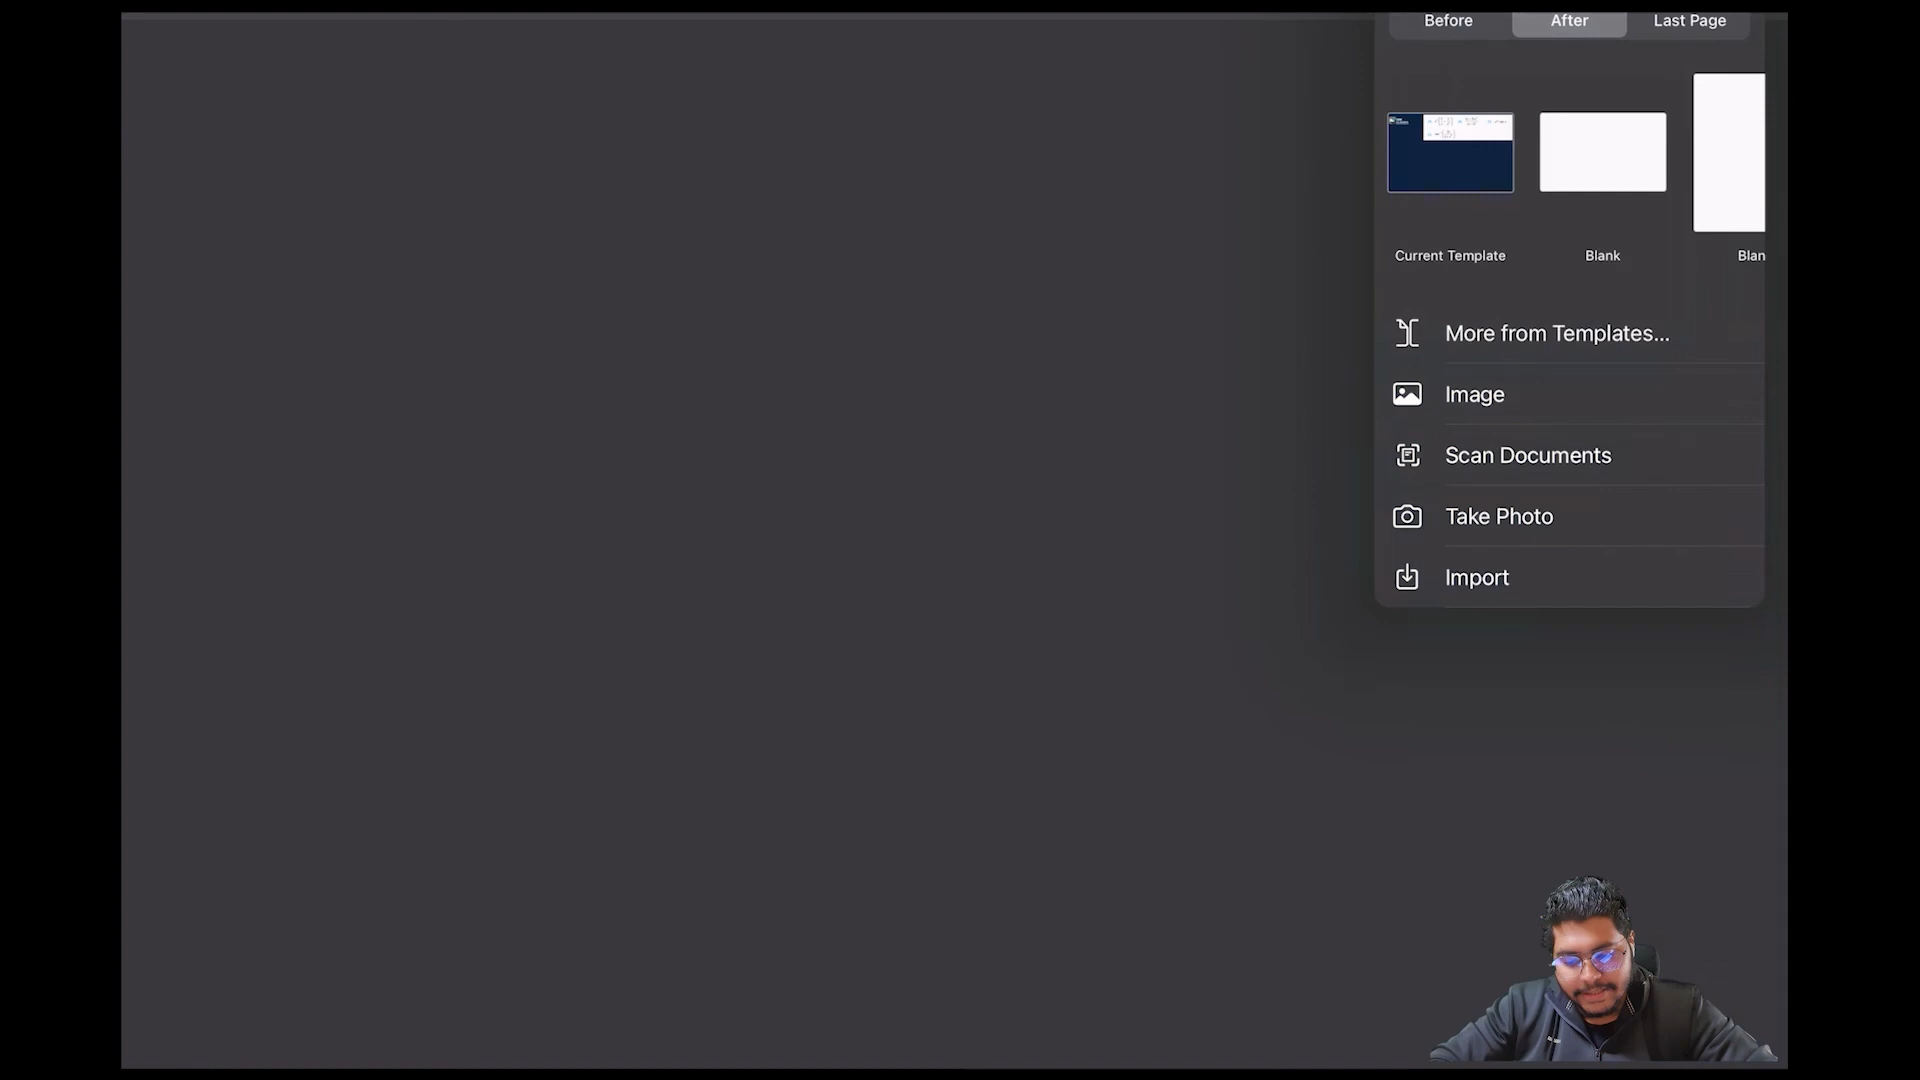 Before
After
Last Page
Current Template
Blank
Blan
More from Templates...
Image
Scan Documents
Take Photo
Import